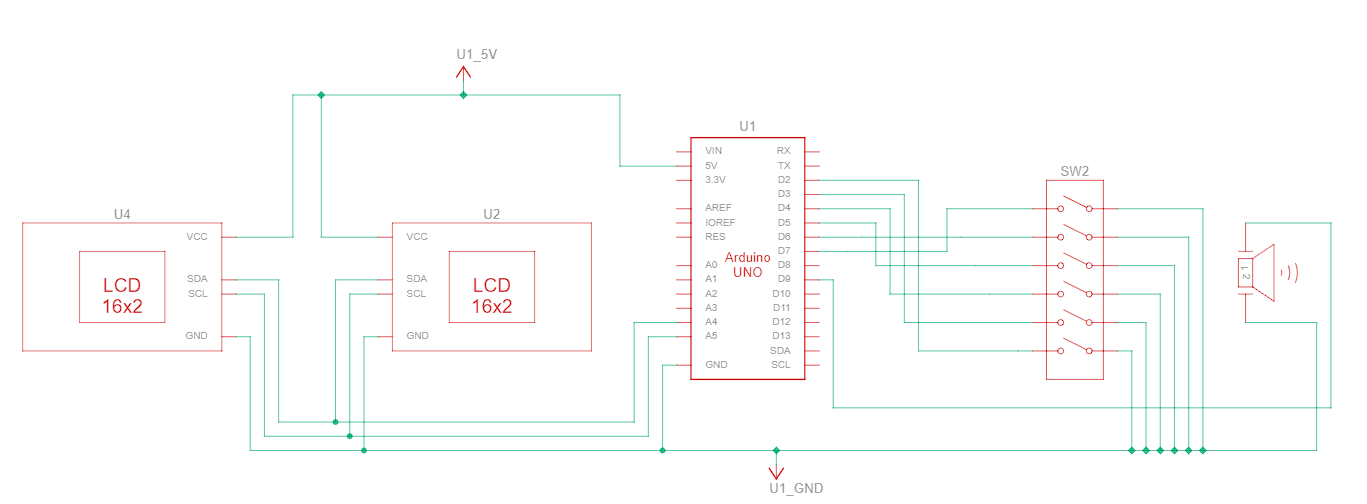 U1_5V
U1
VIN
5V
3.3V
AREF
IOREF
RES
A0
A1
A2
A3
A4
A5
GND
Arduino
UNO
RX
TX
D2
D3
D4
D5
D6
D7
D8
D9
D10
D11
D12
D13
SDA
SCL
SW2
U4
LCD
16x2
VCC
SDA
SCL
GND
U2
VCC
SDA
SCL
GND
LCD
16x2
1
2
U1_GND